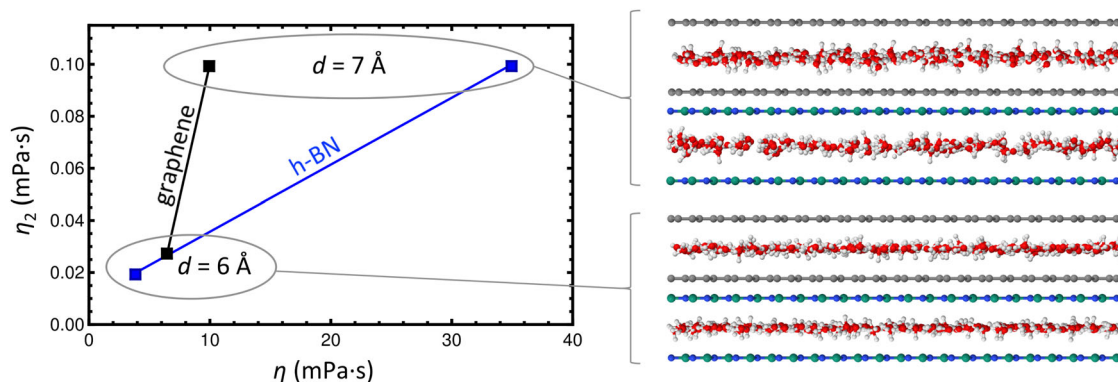 η₂ (mPa·s)
0.10
0.08
0.06
0.04
0.02
0.00
d = 7 Å
graphene
h-BN
d = 6 Å
0
10
20
30
40
η (mPa·s)